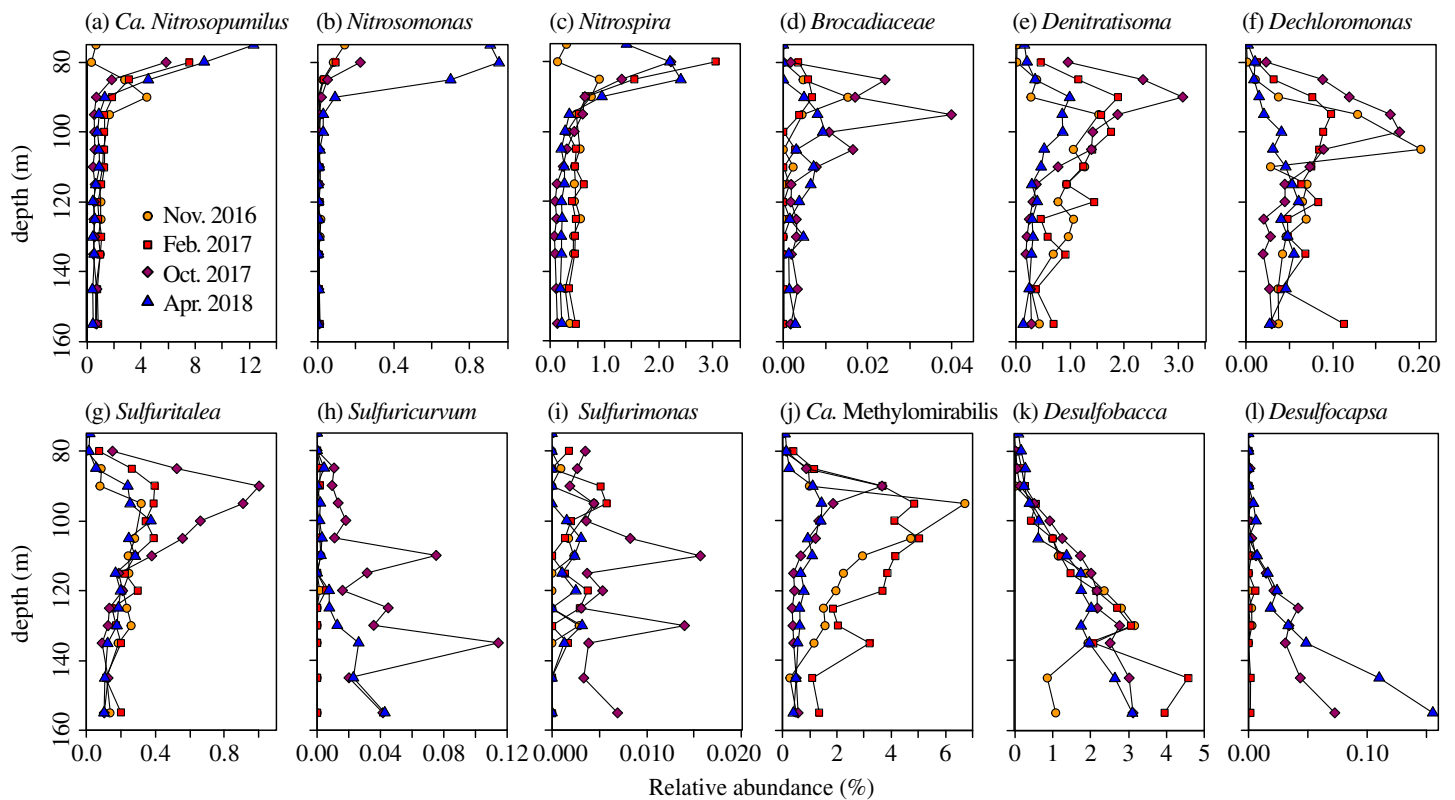 (a) Ca. Nitrosopumilus
(b) Nitrosomonas
(c) Nitrospira
(d) Brocadiaceae
(e) Denitratisoma
(f) Dechloromonas
depth (m)
80
100
120
140
160
Nov. 2016
Feb. 2017
Oct. 2017
Apr. 2018
0 4 8 12
0.0 0.4 0.8
0.0 1.0 2.0 3.0
0.00 0.02 0.04
0.0 1.0 2.0 3.0
0.00 0.10 0.20
(g) Sulfuritalea
(h) Sulfuricurvum
(i) Sulfurimonas
(j) Ca. Methylomirabilis
(k) Desulfobacca
(l) Desulfocapsa
depth (m)
80
100
120
140
160
0 0.4 0.8
0.00 0.04 0.08 0.12
0.000 0.010 0.020
0 2 4 6
0 1 2 3 4 5
0.00 0.10
Relative abundance (%)